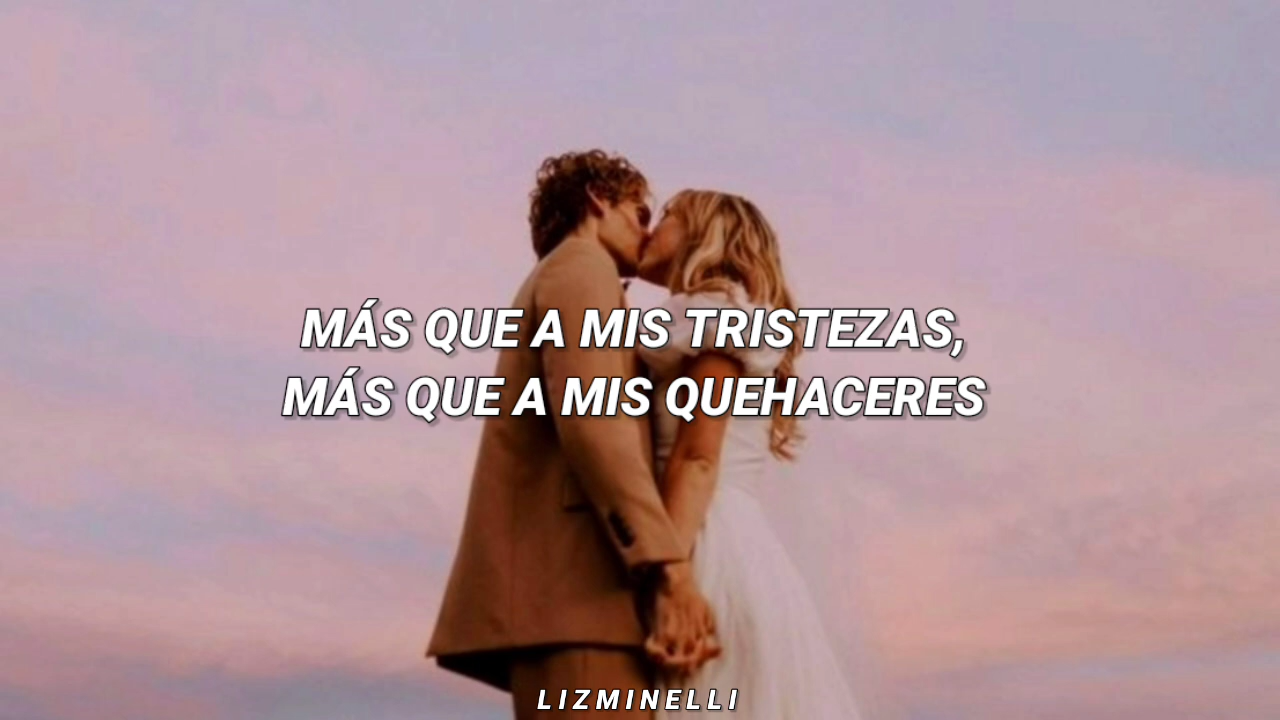 MÁS QUE A MIS TRISTEZAS,
MÁS QUE A MIS QUEHACERES
LIZMINELLI